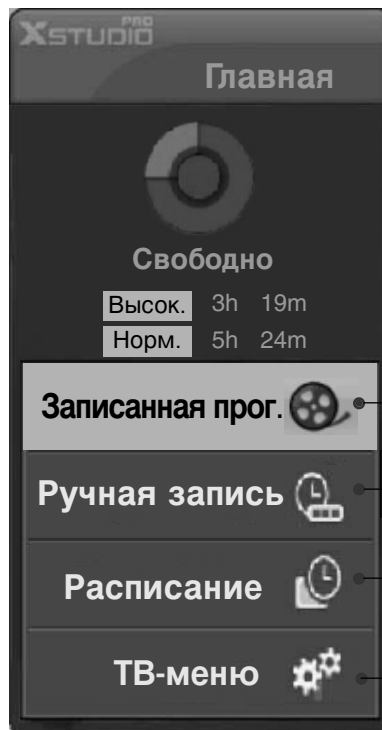 XSTUDIO PRO
Главная
Свободно
Высок. 3h 19m
Норм. 5h 24m
Записанная прог.
Ручная запись
Расписание
ТВ-меню